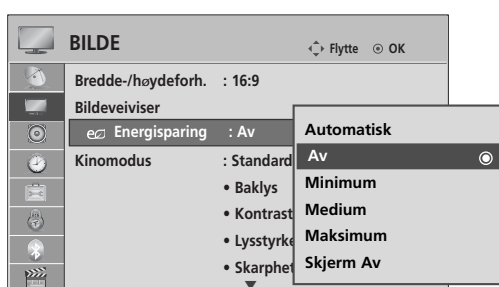 BILDE
Flytte OK
Bredde-/høydeforh. : 16:9
Bildeveiviser
Energisparing : Av
Kinomodus : Standard
• Baklys
• Kontrast
• Lysstyrke
• Skarphet
Automatisk
Av
Minimum
Medium
Maksimum
Skjerm Av